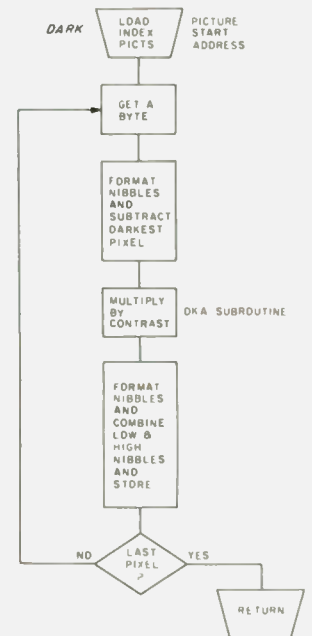 DARK
LOAD
INDEX
PICTS
PICTURE
START
ADDRESS
GET A
BYTE
FORMAT
NIBBLES
AND
SUBTRACT
DARKEST
PIXEL
MULTIPLY
BY
CONTRAST
DKA SUBROUTINE
FORMAT
NIBBLES
AND
COMBINE
LOW &
HIGH
NIBBLES
AND
STORE
NO
LAST
PIXEL
?
YES
RETURN